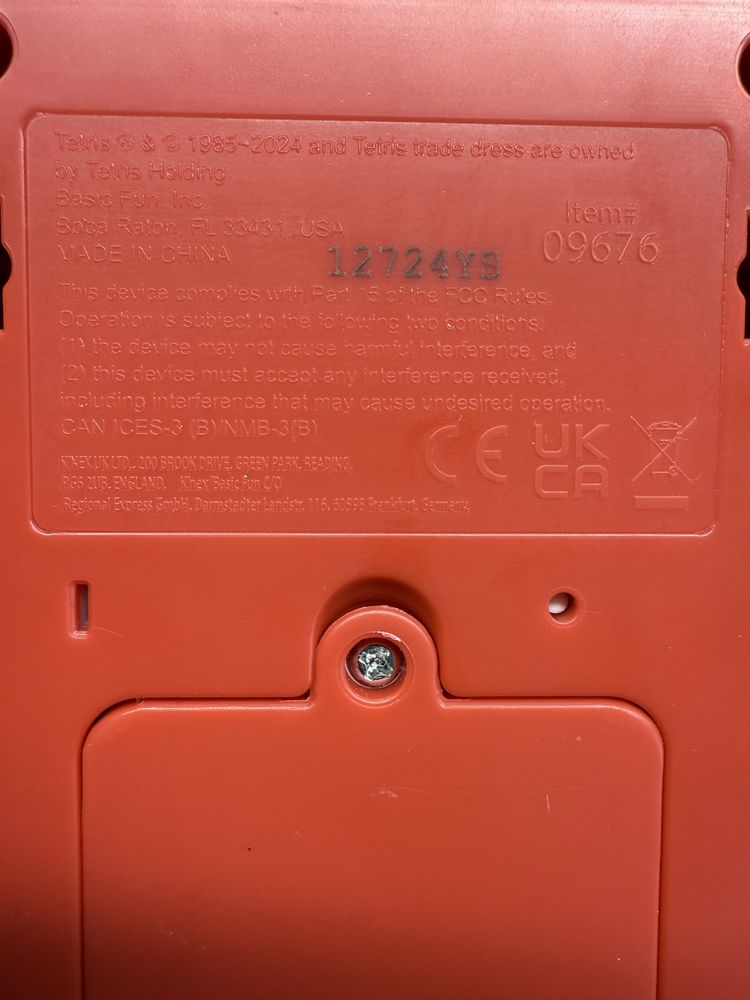 Tetris ® & © 1985~2024 and Tetris trade dress are owned
by Tetris Holding
Basic Fun, Inc.
Boca Raton, FL 33431, USA
MADE IN CHINA
Item#
09676
12724YS
This device complies with Part 15 of the FCC Rules.
Operation is subject to the following two conditions:
(1) the device may not cause harmful interference, and
(2) this device must accept any interference received,
including interference that may cause undesired operation.
CAN ICES-3 (B)/NMB-3(B)
K'NEX UK LTD., 200 BROOK DRIVE, GREEN PARK, READING,
RG6 2UB, ENGLAND. K'nex/Basic Fun C/O
Regional Express GmbH, Darmstadter Landstr. 116, 60598 Frankfurt, Germany.
CE
UK
CA